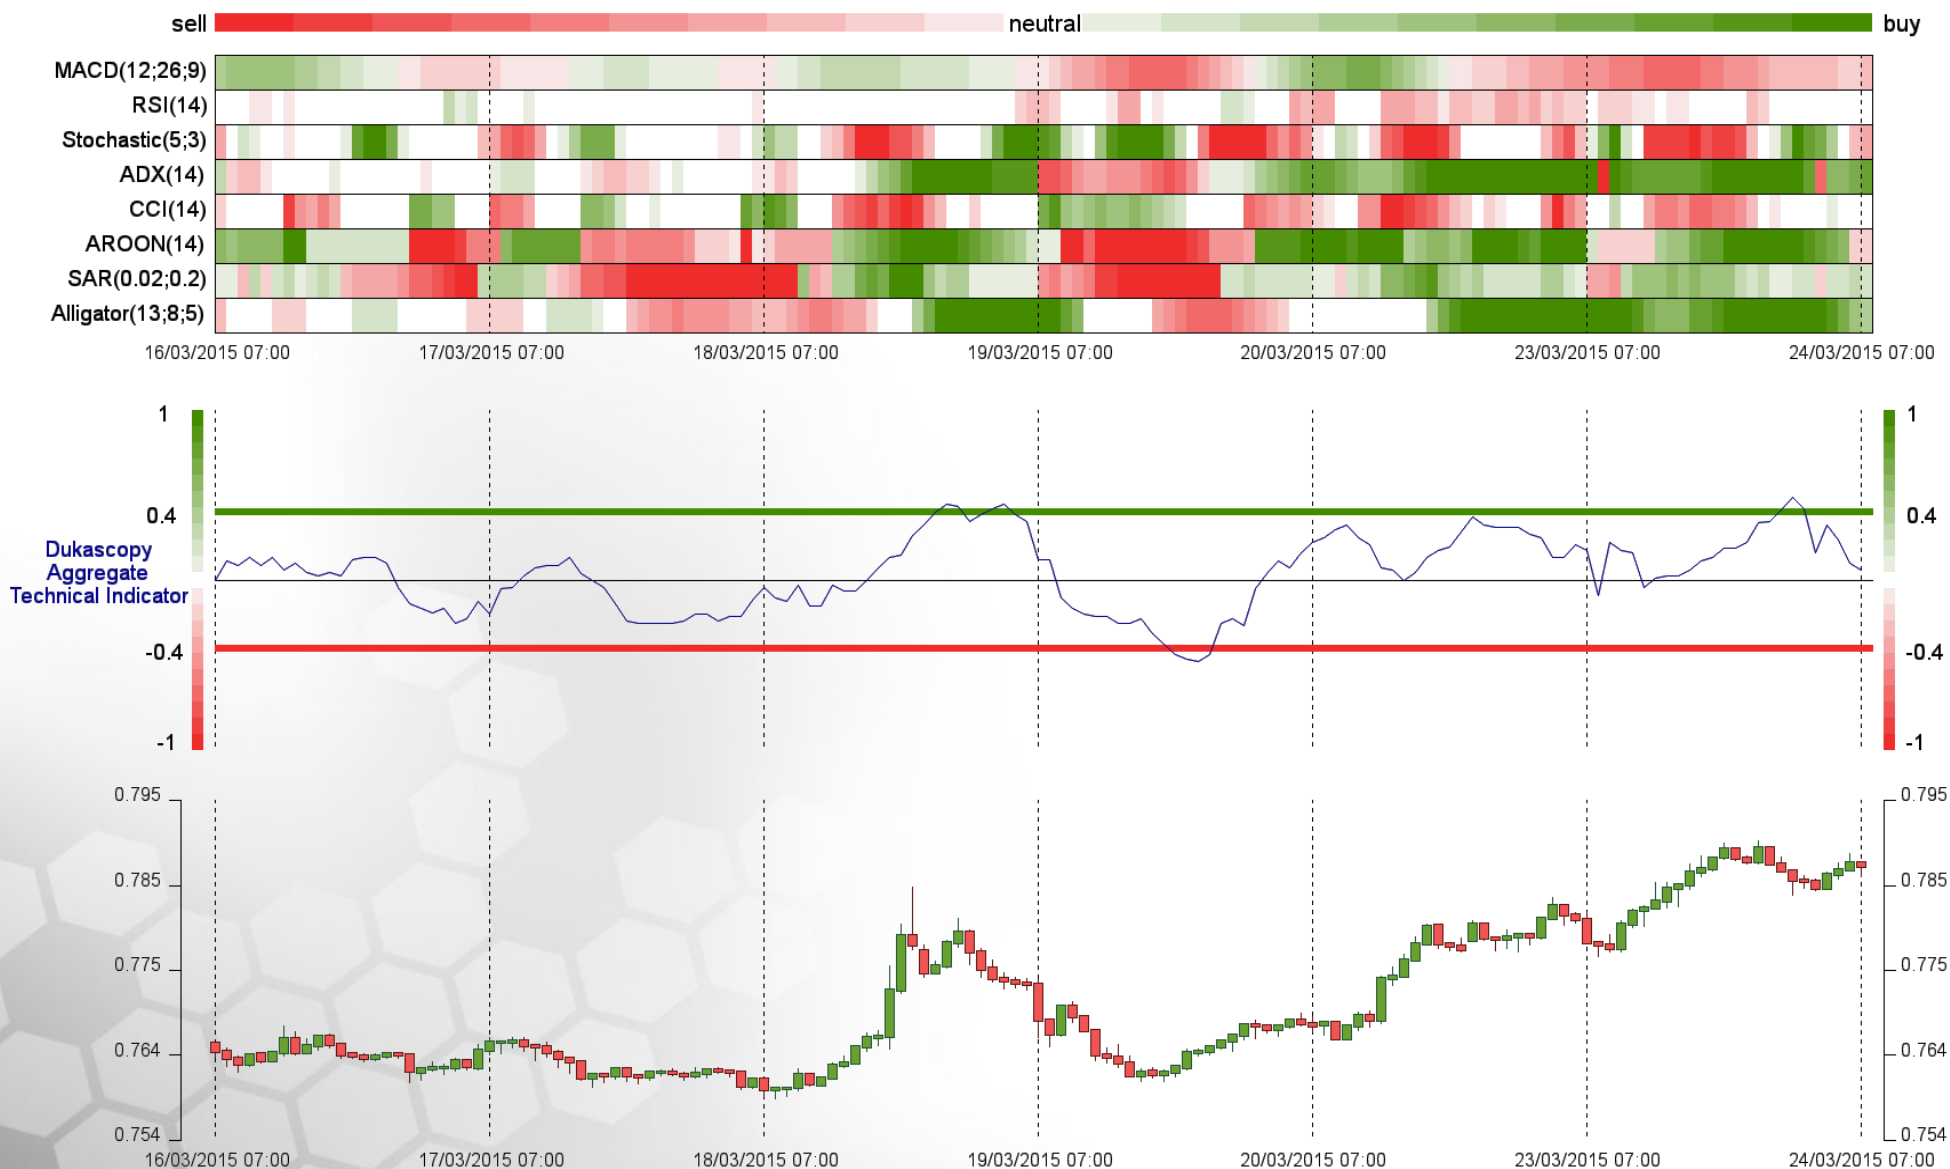 sell neutral buy
MACD(12;26;9)
RSI(14)
Stochastic(5;3)
ADX(14)
CCI(14)
AROON(14)
SAR(0.02;0.2)
Alligator(13;8;5)
16/03/2015 07:00 17/03/2015 07:00 18/03/2015 07:00 19/03/2015 07:00 20/03/2015 07:00 23/03/2015 07:00 24/03/2015 07:00
1 1
0.4 0.4
Dukascopy
Aggregate
Technical Indicator
-0.4 -0.4
-1 -1
0.795 0.795
0.785 0.785
0.775 0.775
0.764 0.764
0.754 0.754
16/03/2015 07:00 17/03/2015 07:00 18/03/2015 07:00 19/03/2015 07:00 20/03/2015 07:00 23/03/2015 07:00 24/03/2015 07:00